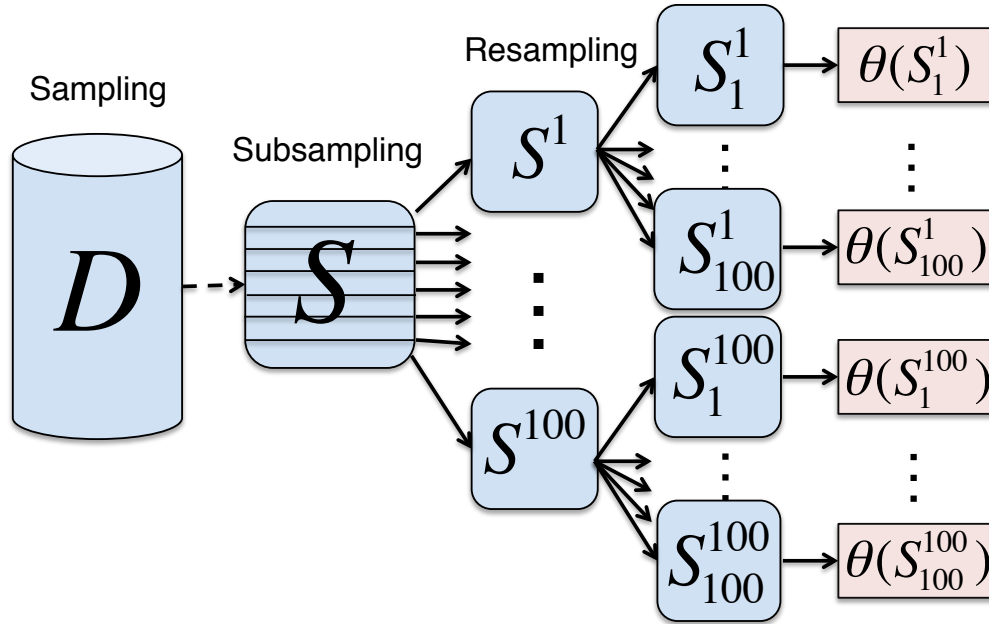 Sampling
D
Subsampling
S
Resampling
S^1
⋮
S^100
S_1^1
⋮
S_100^1
S_1^100
⋮
S_100^100
θ(S_1^1)
⋮
θ(S_100^1)
θ(S_1^100)
⋮
θ(S_100^100)